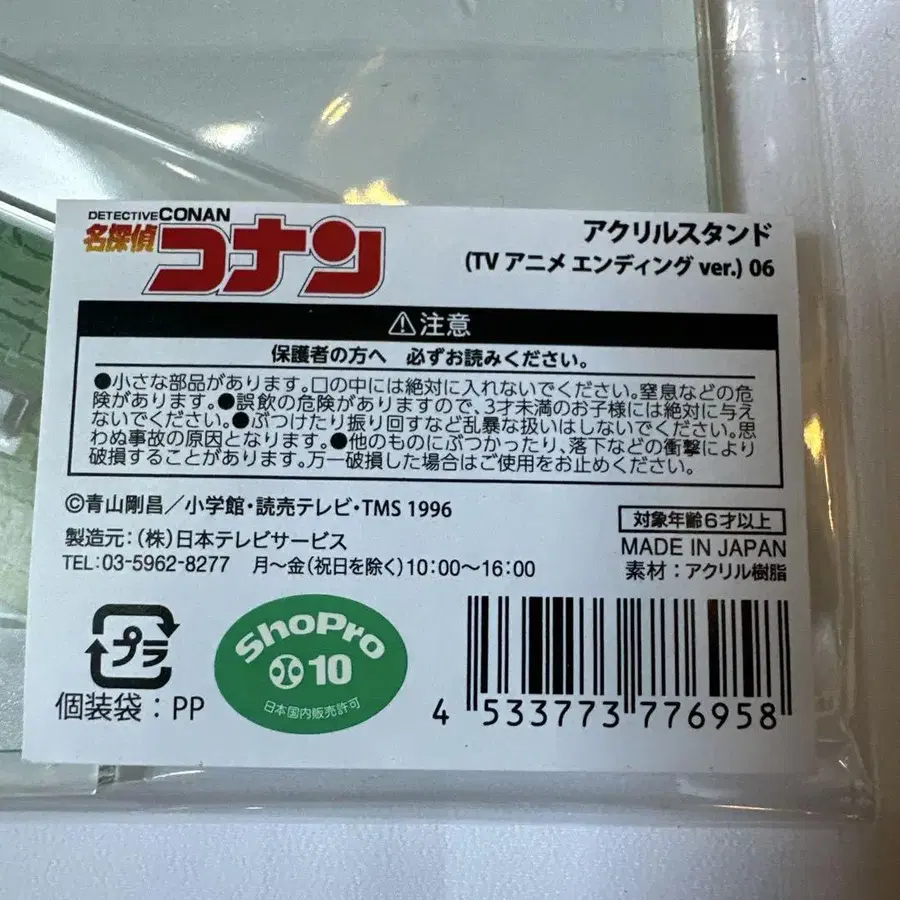 DETECTIVE CONAN
名探偵コナン
アクリルスタンド
(TV アニメ エンディング ver.) 06
⚠注意
保護者の方へ 必ずお読みください。
●小さな部品があります。口の中には絶対に入れないでください。窒息などの危
険があります。●誤飲の危険がありますので、3才未満のお子様には絶対に与え
ないでください。●ぶつけたり振り回すなど乱暴な扱いはしないでください。思
わぬ事故の原因となります。●他のものにぶつかったり、落下などの衝撃により
破損することがあります。万一破損した場合はご使用をお止めください。
©青山剛昌／小学館・読売テレビ・TMS 1996
製造元：(株)日本テレビサービス
TEL：03-5962-8277 月～金(祝日を除く)10：00～16：00
対象年齢6才以上
MADE IN JAPAN
素材：アクリル樹脂
プラ
個装袋：PP
ShoPro
10
日本国内販売許可
4 533773 776958